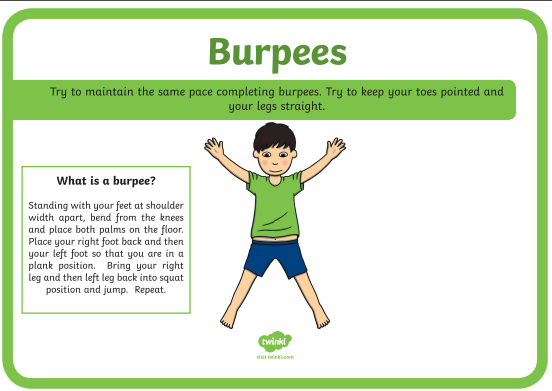 Burpees
Try to maintain the same pace completing burpees. Try to keep your toes pointed and
your legs straight.
What is a burpee?
Standing with your feet at shoulder
width apart, bend from the knees
and place both palms on the floor.
Place your right foot back and then
your left foot so that you are in a
plank position. Bring your right
leg and then left leg back into squat
position and jump. Repeat.
twinkl
visit twinkl.com